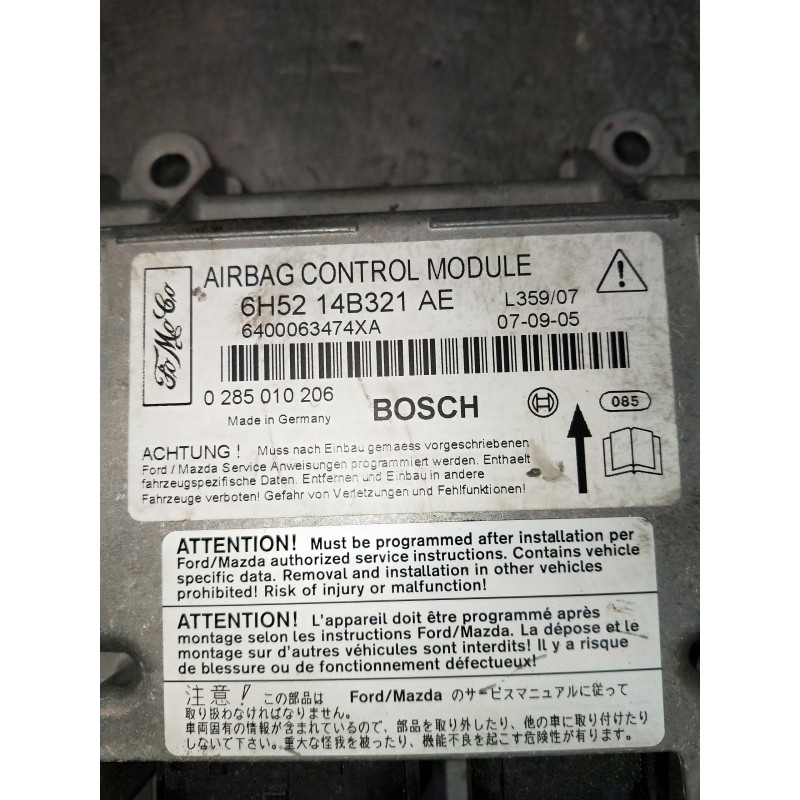 FoMoCo
AIRBAG CONTROL MODULE
6H52 14B321 AE
L359/07
6400063474XA
07-09-05
0 285 010 206
BOSCH
085
Made in Germany
ACHTUNG ! Muss nach Einbau gemaess vorgeschriebenen
Ford / Mazda Service Anweisungen programmiert werden. Enthaelt
fahrzeugspezifische Daten. Entfernen und Einbau in andere
Fahrzeuge verboten! Gefahr von Verletzungen und Fehlfunktionen!
ATTENTION! Must be programmed after installation per
Ford/Mazda authorized service instructions. Contains vehicle
specific data. Removal and installation in other vehicles
prohibited! Risk of injury or malfunction!
ATTENTION! L'appareil doit être programmé après
montage selon les instructions Ford/Mazda. La dépose et le
montage sur d'autres véhicules sont interdits! Il y a risque
de blessure ou de fonctionnement défectueux!
注意! この部品は Ford/Mazda のサービスマニュアルに従って
取り扱わなければなりません。
車両固有の情報が含まれているので、部品を取り外したり、他の車に取り付けたり
しないで下さい。重大な怪我を被ったり、機能不良を起こす危険性が有ります。